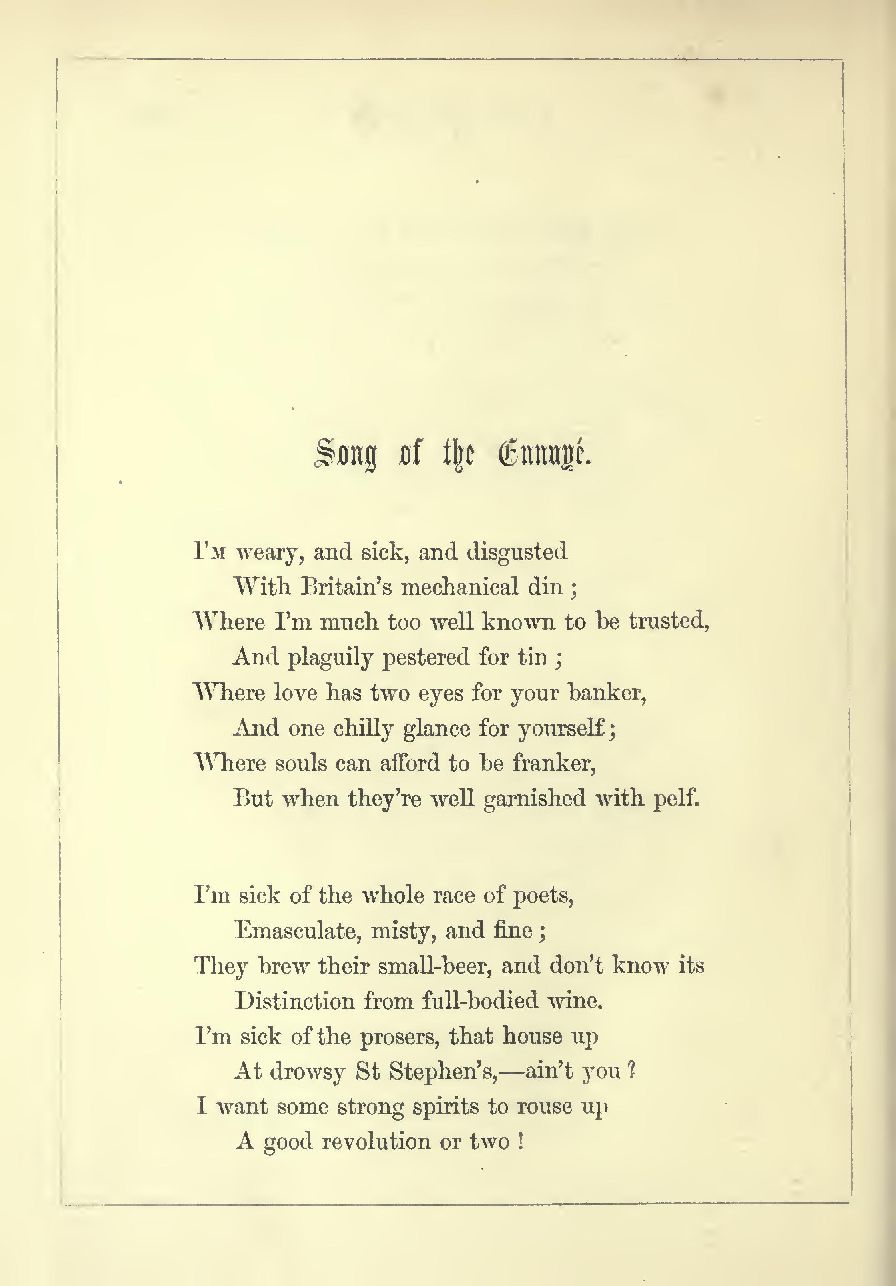 Song of the Ennuyé.
I'm weary, and sick, and disgusted
With Britain's mechanical din ;
Where I'm much too well known to be trusted,
And plaguily pestered for tin ;
Where love has two eyes for your banker,
And one chilly glance for yourself ;
Where souls can afford to be franker,
But when they're well garnished with pelf.
I'm sick of the whole race of poets,
Emasculate, misty, and fine ;
They brew their small-beer, and don't know its
Distinction from full-bodied wine.
I'm sick of the prosers, that house up
At drowsy St Stephen's,—ain't you ?
I want some strong spirits to rouse up
A good revolution or two !